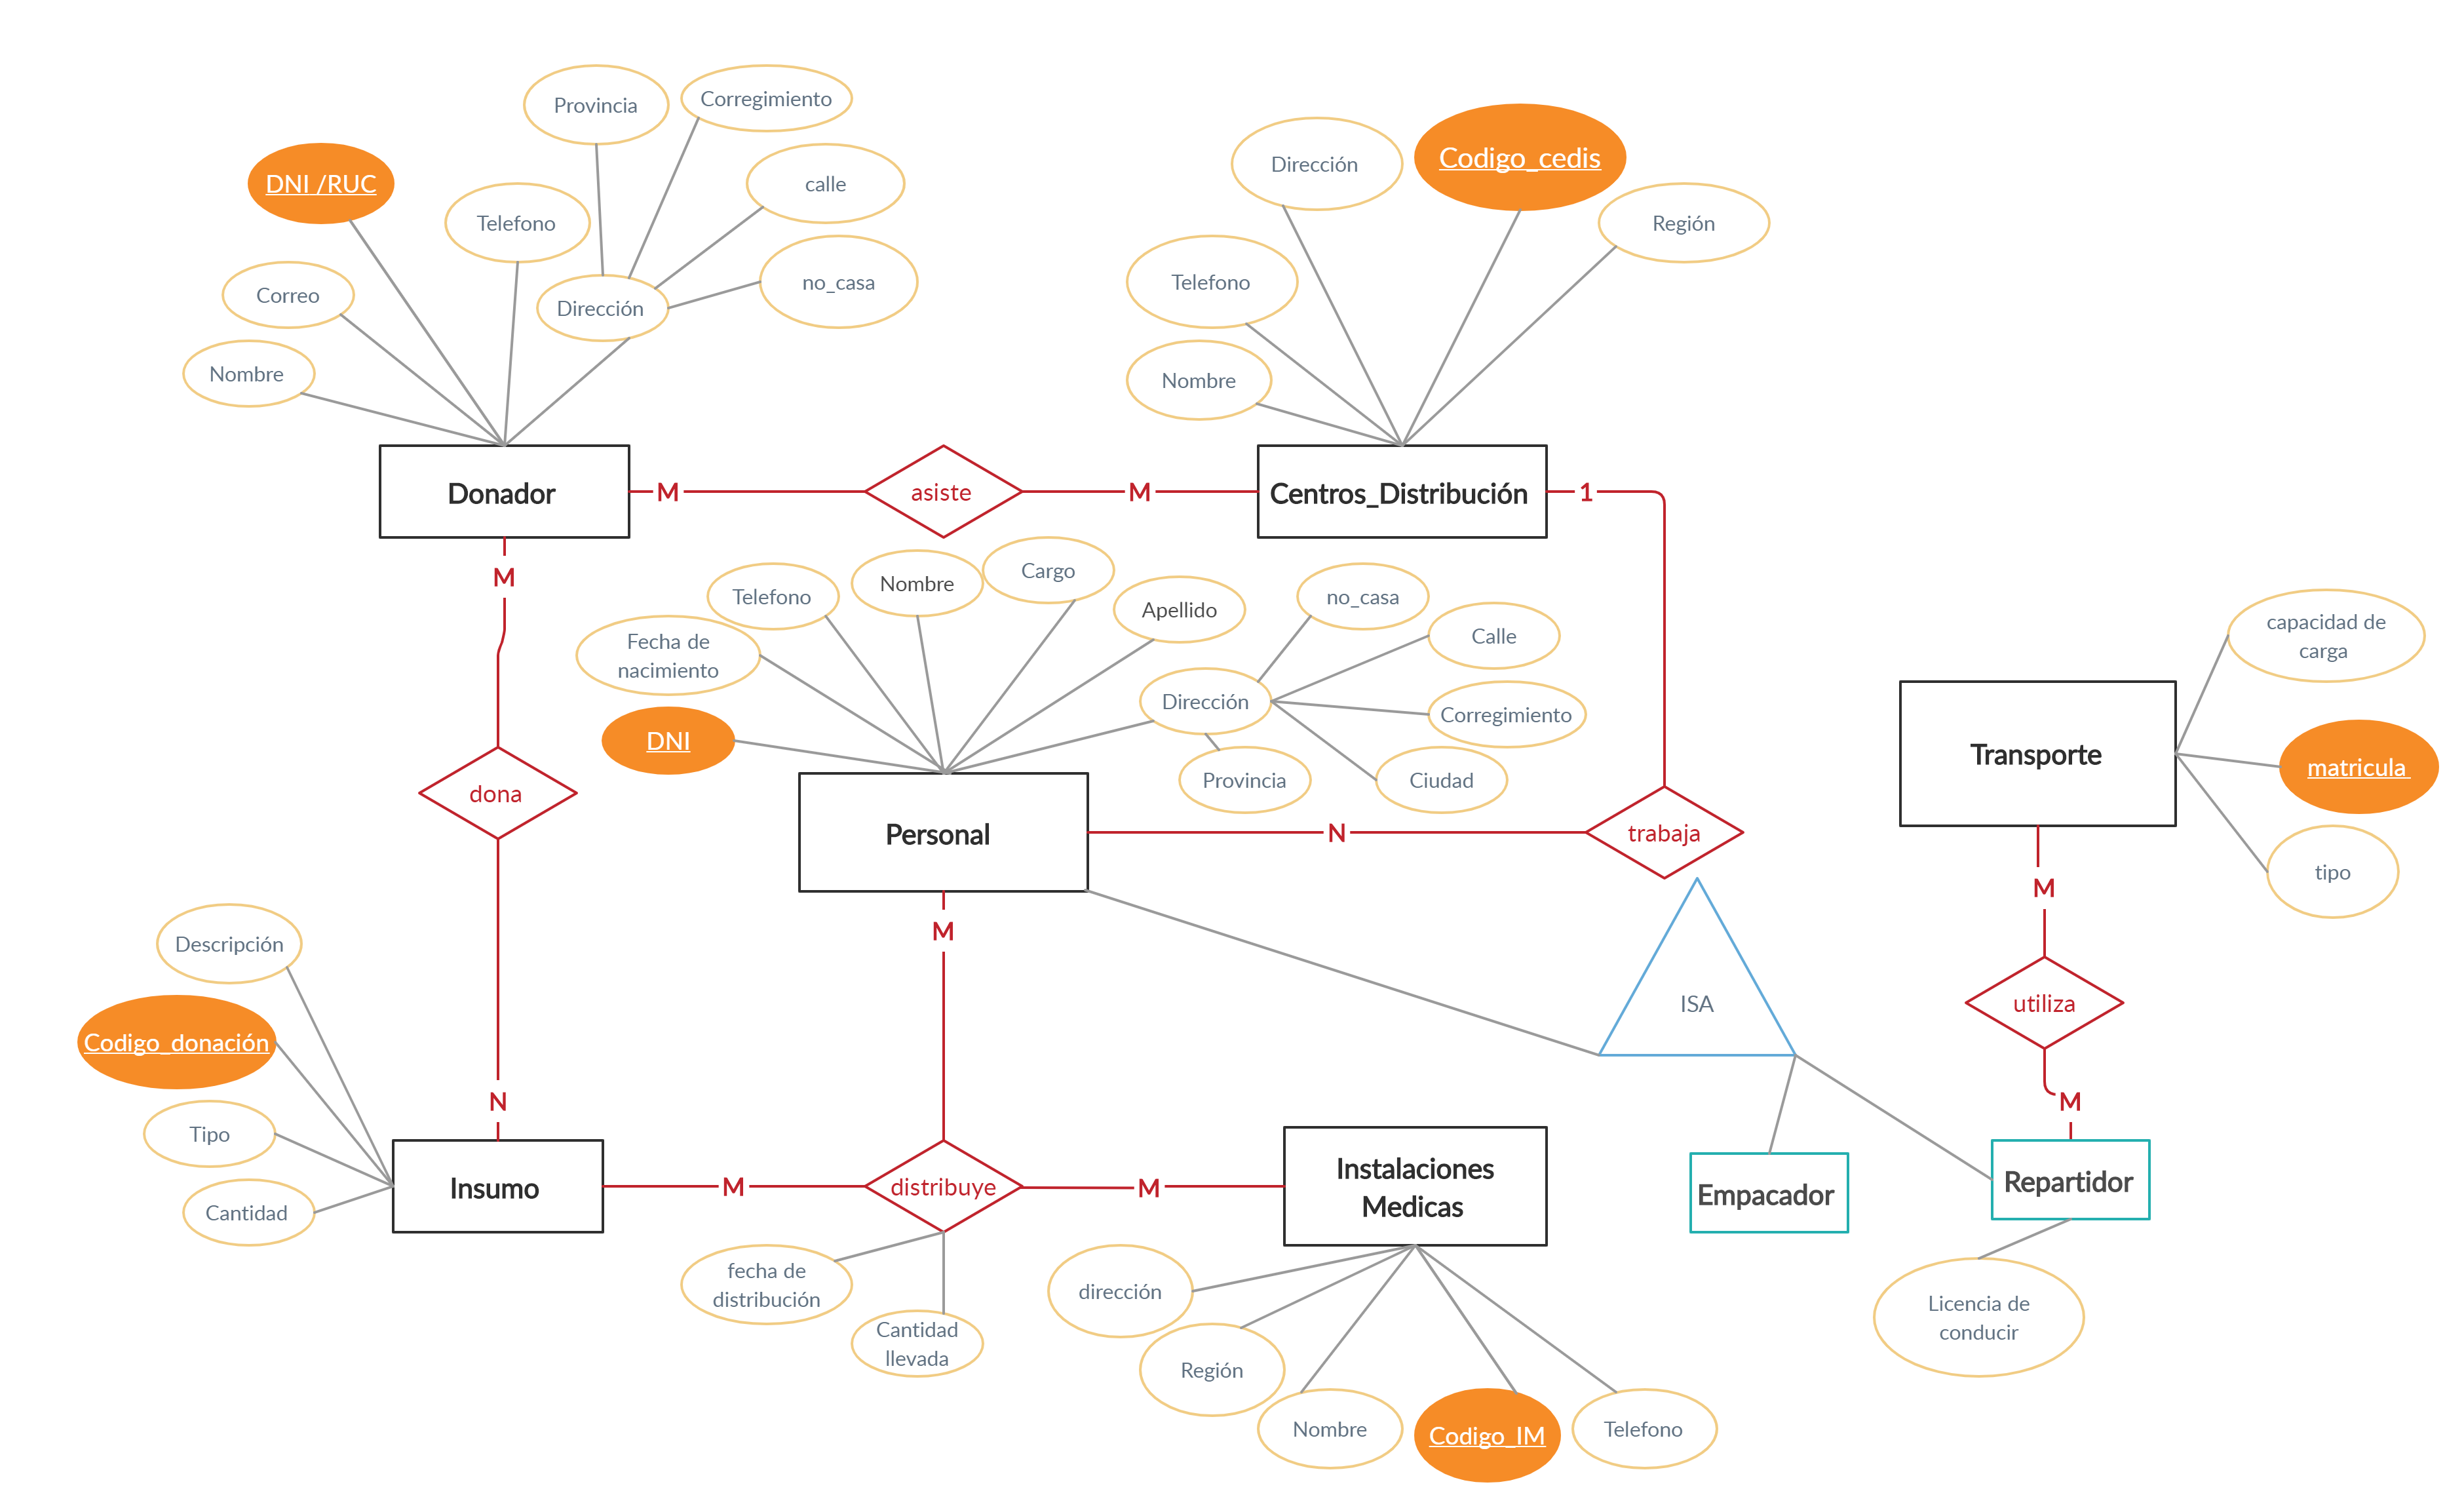 Provincia
Corregimiento
DNI /RUC
Telefono
calle
Correo
Dirección
no_casa
Nombre
Dirección
Codigo_cedis
Región
Telefono
Nombre
Donador
M
asiste
M
Centros_Distribución
1
M
Telefono
Nombre
Cargo
Apellido
no_casa
Calle
Fecha de
nacimiento
Dirección
Corregimiento
DNI
Provincia
Ciudad
capacidad de
carga
Transporte
matricula
tipo
dona
Personal
N
trabaja
M
M
Descripción
Codigo_donación
Tipo
Cantidad
N
ISA
utiliza
M
Insumo
M
distribuye
M
Instalaciones
Medicas
Empacador
Repartidor
fecha de
distribución
Cantidad
llevada
dirección
Región
Nombre
Codigo_IM
Telefono
Licencia de
conducir